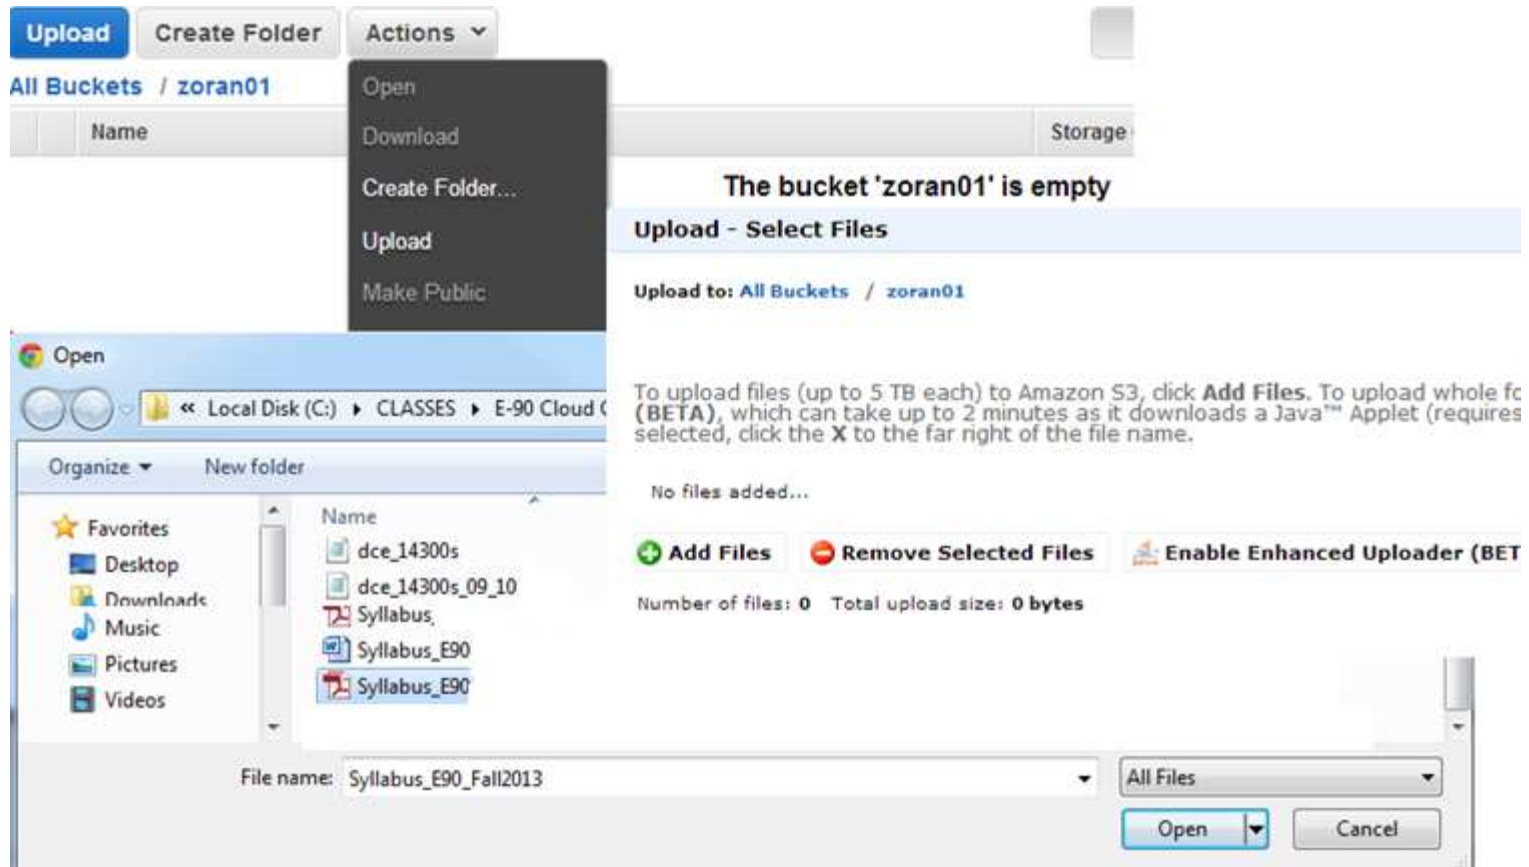 Upload Create Folder Actions
All Buckets / zoran01
Open
Name
Download
Storage
Create Folder...
The bucket 'zoran01' is empty
Upload
Upload - Select Files
Make Public
Upload to: All Buckets / zoran01
Open
« Local Disk (C:) CLASSES E-90 Cloud
To upload files (up to 5 TB each) to Amazon S3, click Add Files. To upload whole fo
(BETA), which can take up to 2 minutes as it downloads a Java™ Applet (requires
selected, click the X to the far right of the file name.
Organize New folder
No files added...
Favorites
Desktop
Downloads
Music
Pictures
Videos
Name
dce_14300s
dce_14300s_09_10
Syllabus
Syllabus_E90
Syllabus_E90
Add Files Remove Selected Files Enable Enhanced Uploader (BET
Number of files: 0 Total upload size: 0 bytes
File name: Syllabus_E90_Fall2013 All Files
Open Cancel